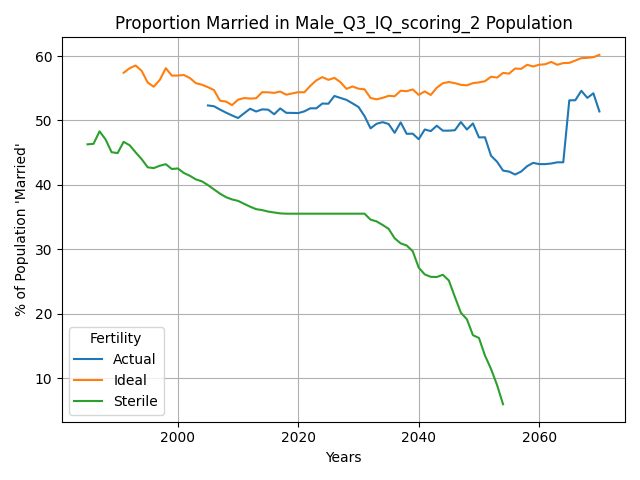 Proportion Married in Male_Q3_IQ_scoring_2 Population
% of Population 'Married'
60
50
40
30
20
10
Fertility
Actual
Ideal
Sterile
2000 2020 2040 2060
Years